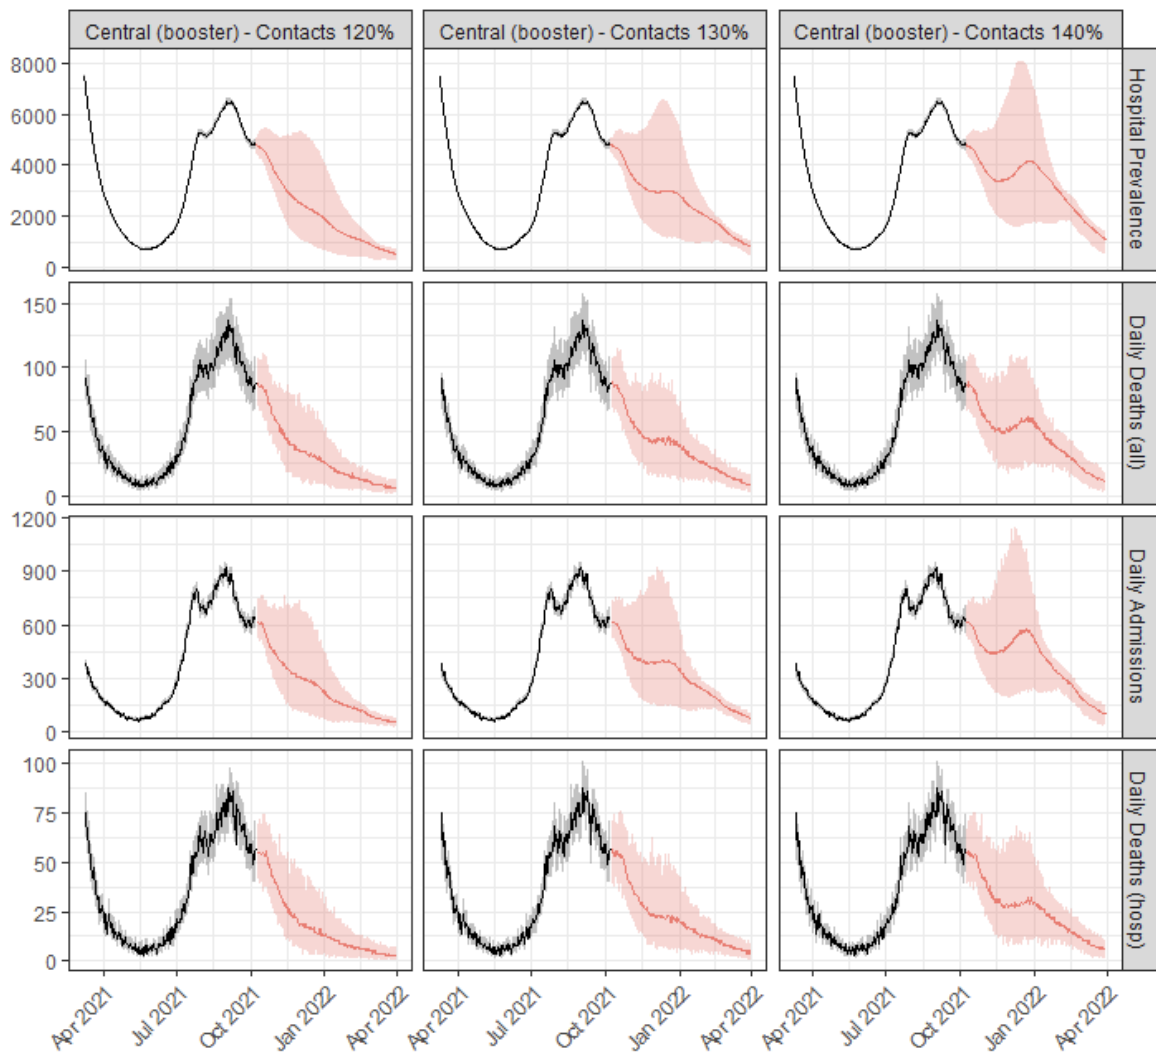 Central (booster) - Contacts 120%
Central (booster) - Contacts 130%
Central (booster) - Contacts 140%
8000
6000
4000
2000
0
Hospital Prevalence
150
100
50
0
Daily Deaths (all)
1200
900
600
300
0
Daily Admissions
100
75
50
25
0
Daily Deaths (hosp)
Apr 2021
Jul 2021
Oct 2021
Jan 2022
Apr 2022
Apr 2021
Jul 2021
Oct 2021
Jan 2022
Apr 2022
Apr 2021
Jul 2021
Oct 2021
Jan 2022
Apr 2022